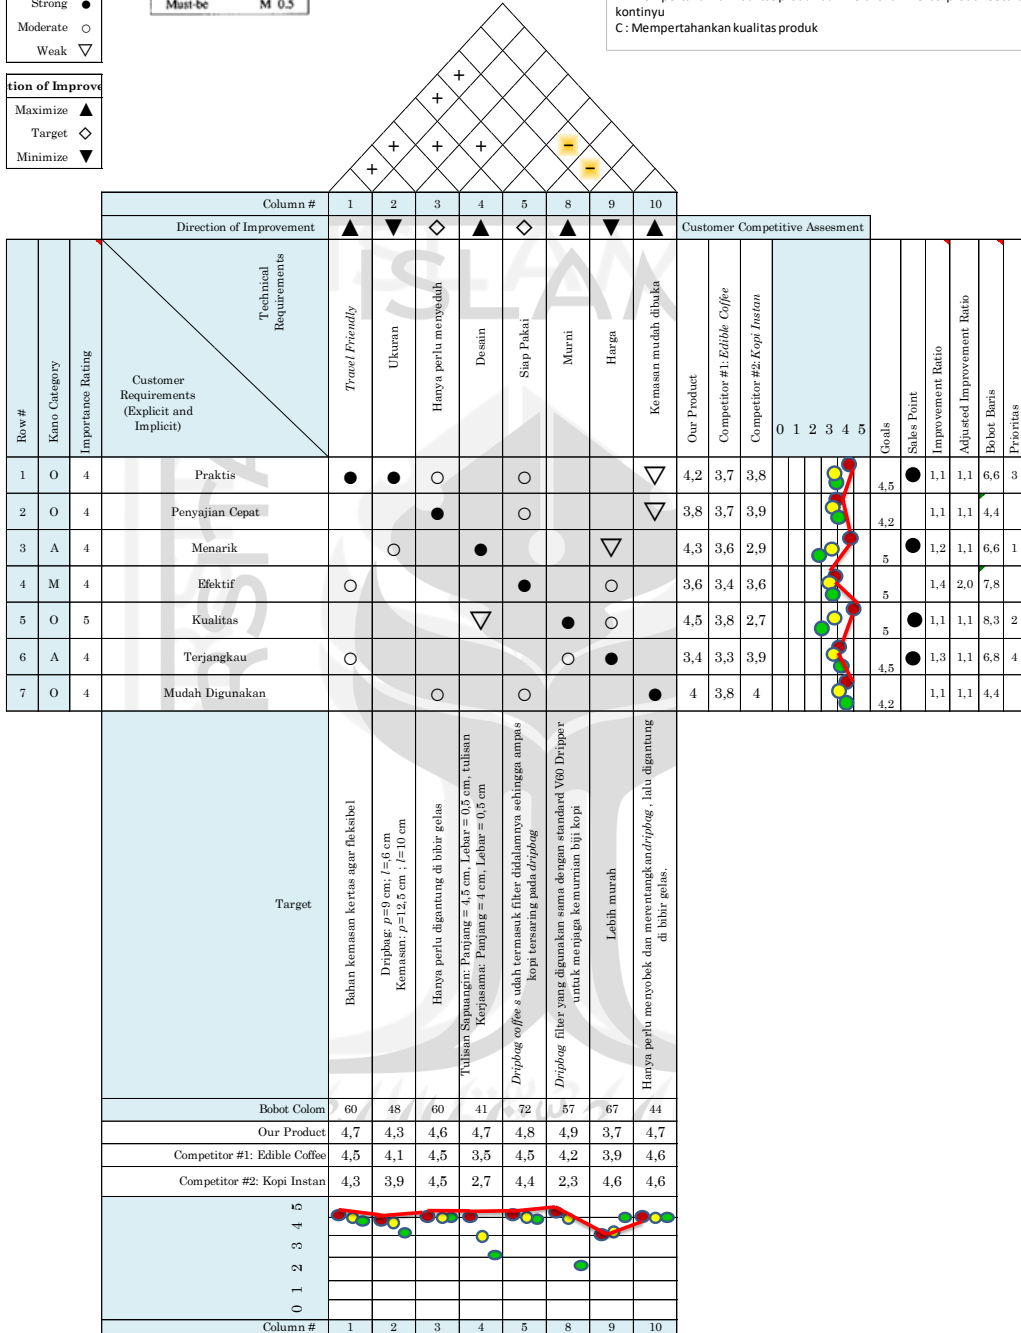 Strong ●
Moderate ○
Weak ▽
Must-be M 0.5
kontinyu
C : Mempertahankan kualitas produk
tion of Improve
Maximize ▲
Target ◇
Minimize ▼
+
+
+ + + −
+ −
Column # 1 2 3 4 5 8 9 10
Direction of Improvement ▲ ▼ ◇ ▲ ◇ ▲ ▼ ▲ Customer Competitive Assesment
Row #
Kano Category
Importance Rating
Technical
Requirements
Customer
Requirements
(Explicit and
Implicit)
Travel Friendly
Ukuran
Hanya perlu menyeduh
Desain
Siap Pakai
Murni
Harga
Kemasan mudah dibuka
Our Product
Competitor #1: Edible Coffee
Competitor #2: Kopi Instan
0 1 2 3 4 5
Goals
Sales Point
Improvement Ratio
Adjusted Improvement Ratio
Bobot Baris
Prioritas
1 O 4 Praktis ● ● ○ ○ ▽ 4,2 3,7 3,8 4,5 ● 1,1 1,1 6,6 3
2 O 4 Penyajian Cepat ● ○ ▽ 3,8 3,7 3,9 4,2 1,1 1,1 4,4
3 A 4 Menarik ○ ● ▽ 4,3 3,6 2,9 5 ● 1,2 1,1 6,6 1
4 M 4 Efektif ○ ● ○ 3,6 3,4 3,6 5 1,4 2,0 7,8
5 O 5 Kualitas ▽ ● ○ 4,5 3,8 2,7 5 ● 1,1 1,1 8,3 2
6 A 4 Terjangkau ○ ○ ● 3,4 3,3 3,9 4,5 ● 1,3 1,1 6,8 4
7 O 4 Mudah Digunakan ○ ○ ● 4 3,8 4 4,2 1,1 1,1 4,4
Target
Bahan kemasan kertas agar fleksibel
Dripbag: p=9 cm; l=,6 cm
Kemasan: p=12,5 cm ; l=10 cm
Hanya perlu digantung di bibir gelas
Tulisan Sapuangin: Panjang = 4,5 cm, Lebar = 0,5 cm, tulisan
Kerjasama: Panjang = 4 cm, Lebar = 0,5 cm
Dripbag coffee s udah termasuk filter didalamnya sehingga ampas
kopi tersaring pada dripbag
Dripbag filter yang digunakan sama dengan standard V60 Dripper
untuk menjaga kemurnian biji kopi
Lebih murah
Hanya perlu menyobek dan merentangkan dripbag , lalu digantung
di bibir gelas.
Bobot Colom 60 48 60 41 72 57 67 44
Our Product 4,7 4,3 4,6 4,7 4,8 4,9 3,7 4,7
Competitor #1: Edible Coffee 4,5 4,1 4,5 3,5 4,5 4,2 3,9 4,6
Competitor #2: Kopi Instan 4,3 3,9 4,5 2,7 4,4 2,3 4,6 4,6
5
4
3
2
1
0
Column # 1 2 3 4 5 8 9 10
ISLAM